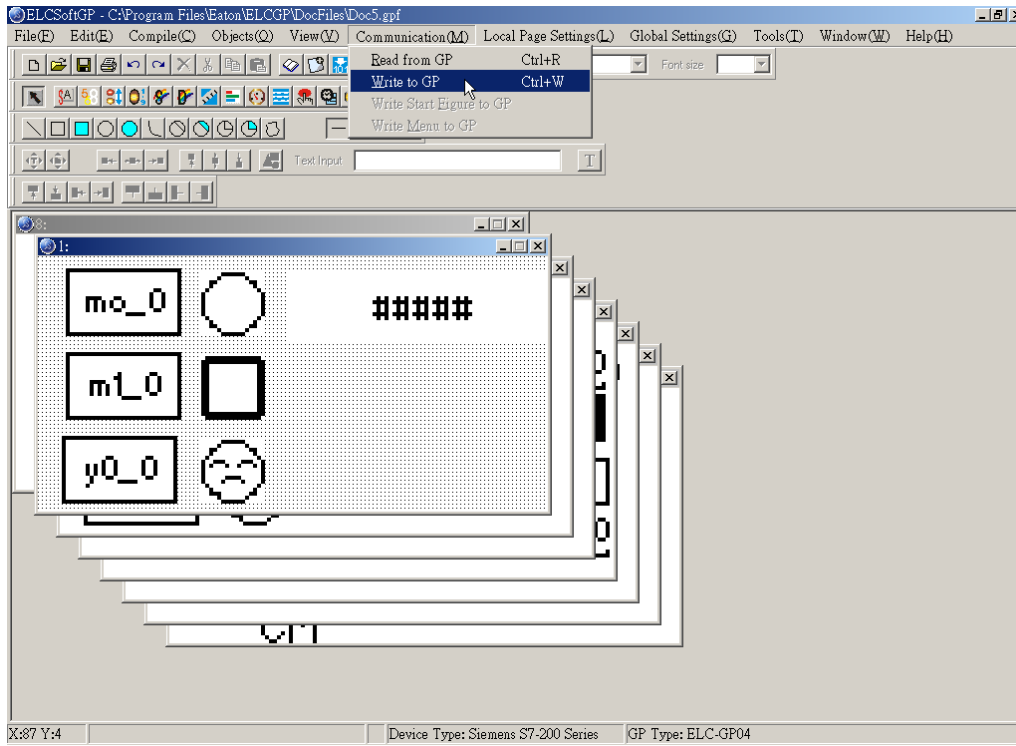 ELCSoftGP - C:\Program Files\Eaton\ELCGP\DocFiles\Doc5.gpf
File(F) Edit(E) Compile(C) Objects(O) View(V) Communication(M) Local Page Settings(L) Global Settings(G) Tools(T) Window(W) Help(H)
Read from GP Ctrl+R
Font size
Write to GP Ctrl+W
Write Start Figure to GP
Write Menu to GP
Text Input
T
8:
1:
mo_0
#####
m1_0
y0_0
X:87 Y:4
Device Type: Siemens S7-200 Series
GP Type: ELC-GP04